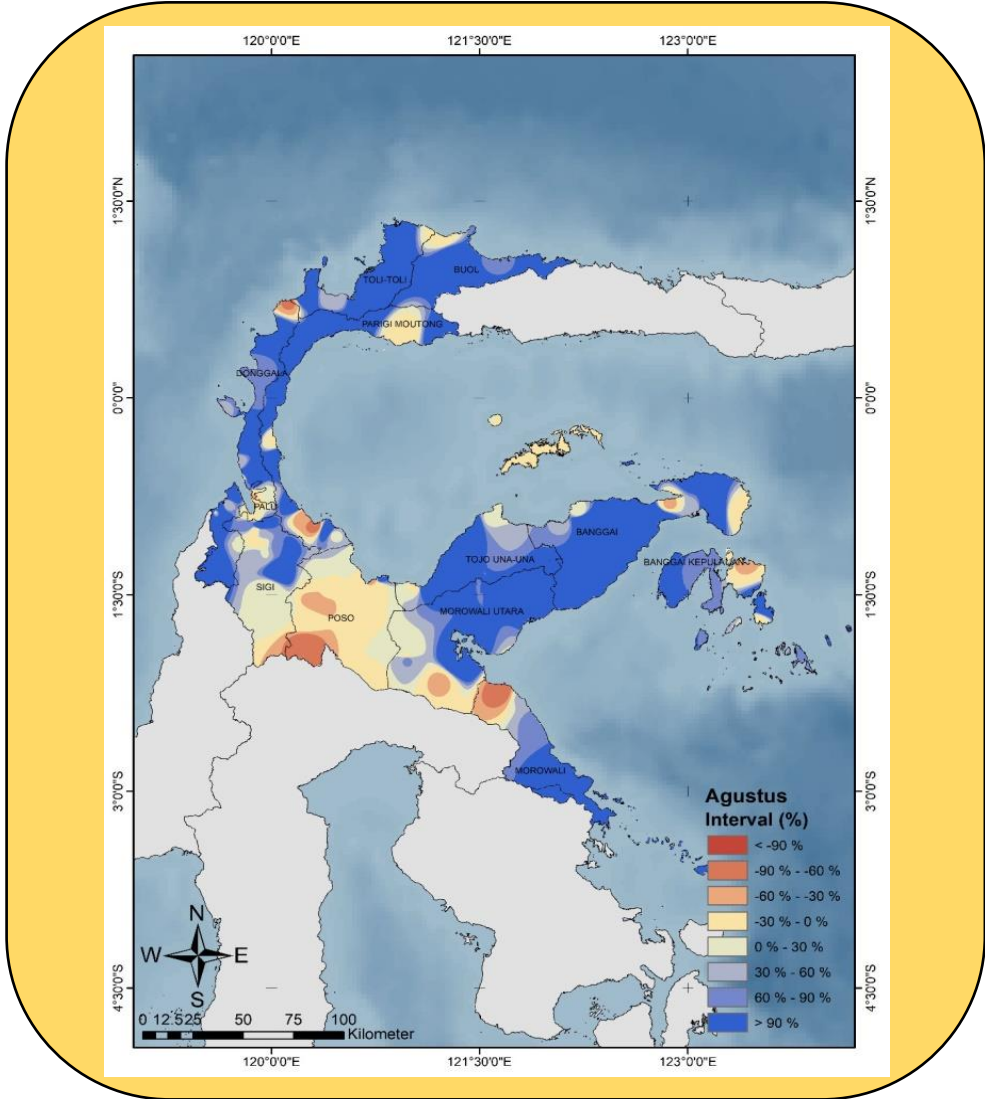 120°0'0"E 121°30'0"E 123°0'0"E
1°30'0"N
0°0'0"
1°30'0"S
3°0'0"S
4°30'0"S
1°30'0"N
0°0'0"
1°30'0"S
3°0'0"S
4°30'0"S
BUOL
TOLI-TOLI
PARIGI MOUTONG
DONGGALA
PALU
BANGGAI
TOJO UNA-UNA
BANGGAI KEPULAUAN
SIGI
MOROWALI UTARA
POSO
MOROWALI
Agustus
Interval (%)
< -90 %
-90 % - -60 %
-60 % - -30 %
-30 % - 0 %
0 % - 30 %
30 % - 60 %
60 % - 90 %
> 90 %
N
W E
S
0 12.525 50 75 100
Kilometer
120°0'0"E 121°30'0"E 123°0'0"E